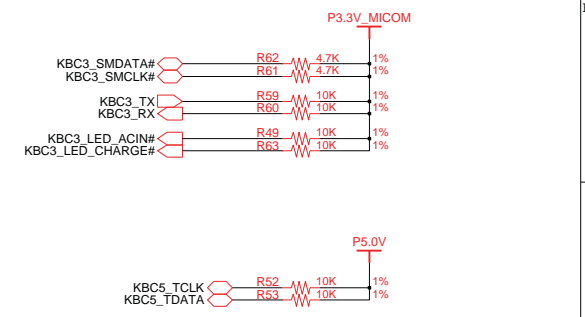 P3.3V_MICOM
KBC3_SMDATA# R62 4.7K 1%
KBC3_SMCLK# R61 4.7K 1%
KBC3_TX R59 10K 1%
KBC3_RX R60 10K 1%
KBC3_LED_ACIN# R49 10K 1%
KBC3_LED_CHARGE# R63 10K 1%
P5.0V
KBC5_TCLK R52 10K 1%
KBC5_TDATA R53 10K 1%